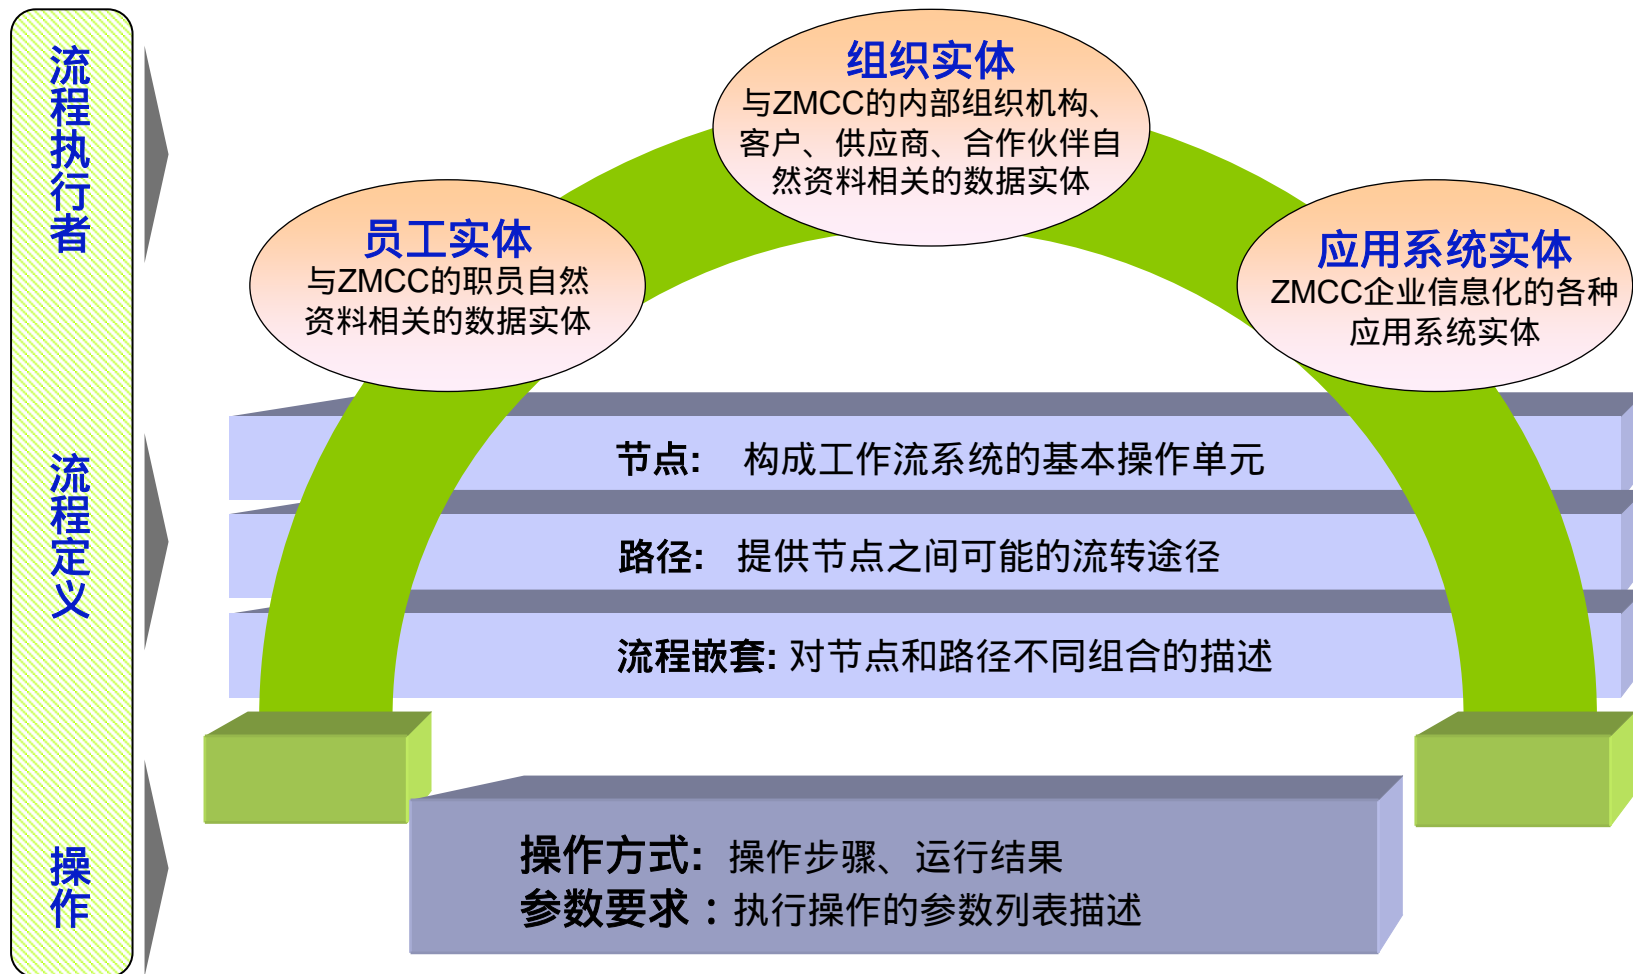 流程执行者
组织实体
与ZMCC的内部组织机构、
客户、供应商、合作伙伴自
然资料相关的数据实体
员工实体
与ZMCC的职员自然
资料相关的数据实体
应用系统实体
ZMCC企业信息化的各种
应用系统实体
流程定义
节点: 构成工作流系统的基本操作单元
路径: 提供节点之间可能的流转途径
流程嵌套: 对节点和路径不同组合的描述
操作
操作方式: 操作步骤、运行结果
参数要求：执行操作的参数列表描述